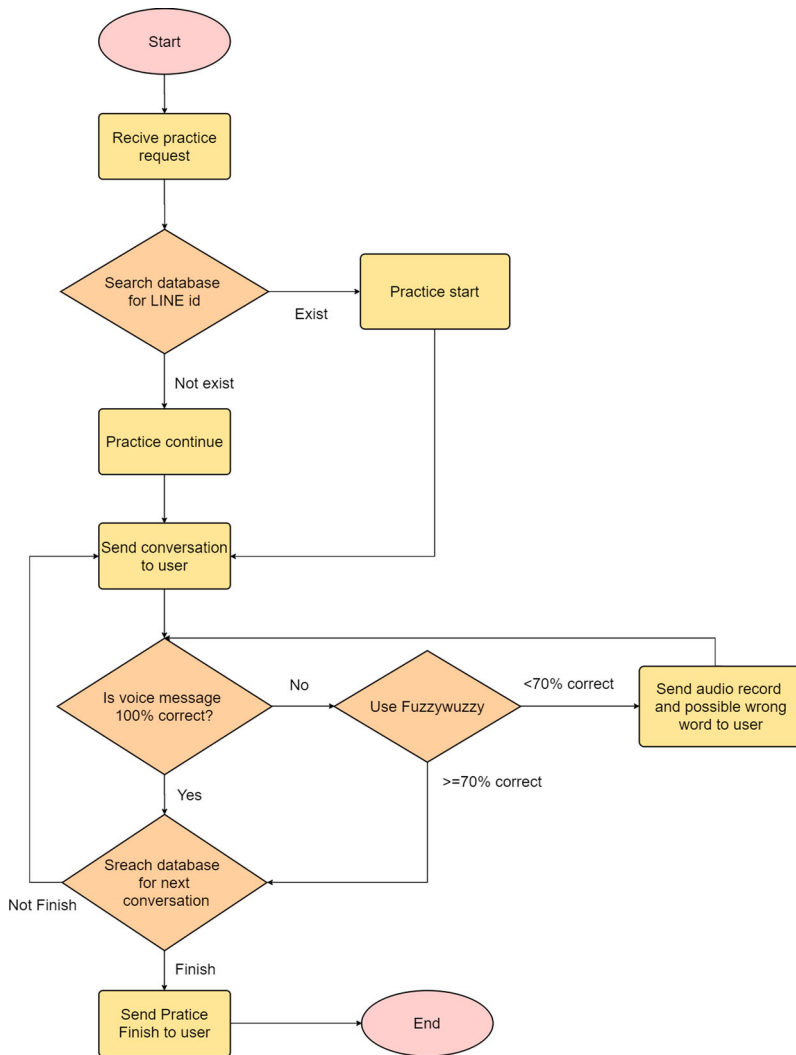 Start
Recive practice
request
Search database
for LINE id
Exist
Practice start
Not exist
Practice continue
Send conversation
to user
Is voice message
100% correct?
No
Use Fuzzywuzzy
<70% correct
Send audio record
and possible wrong
word to user
>=70% correct
Yes
Sreach database
for next
conversation
Not Finish
Finish
Send Pratice
Finish to user
End